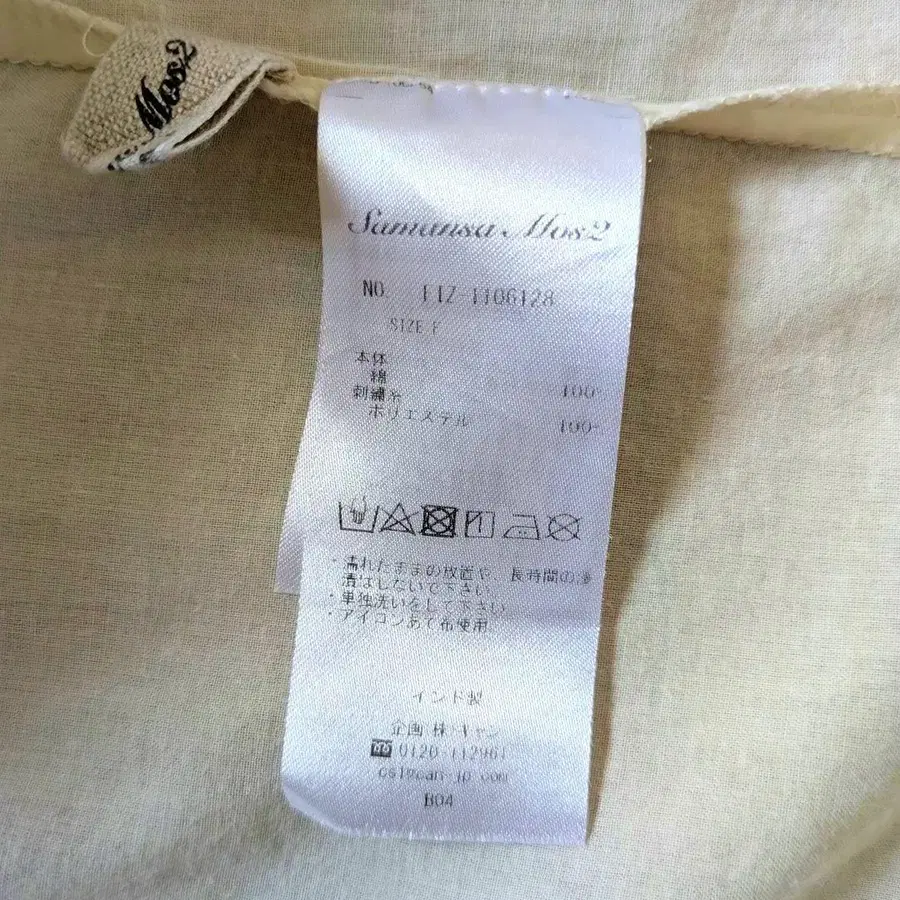 Mos2
Samansa Mos2
NO. FIZ-1106128
SIZE F
本体
綿 100
刺繍糸
ポリエステル 100
・濡れたままの放置や、長時間の浸
漬はしないで下さい
・単独洗いをして下さい
・アイロンあて布使用
インド製
企画 株)キャン
0120-112961
B04